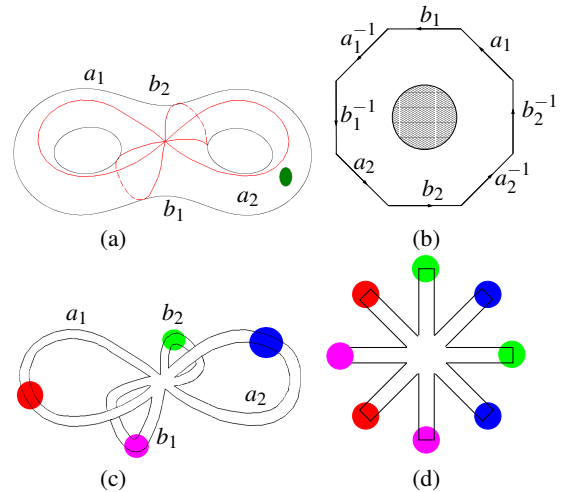 a₁
b₂
b₁
a₂
(a)
b₁
a₁⁻¹
a₁
b₁⁻¹
b₂⁻¹
a₂
a₂⁻¹
b₂
(b)
a₁
b₂
a₂
b₁
(c)
(d)